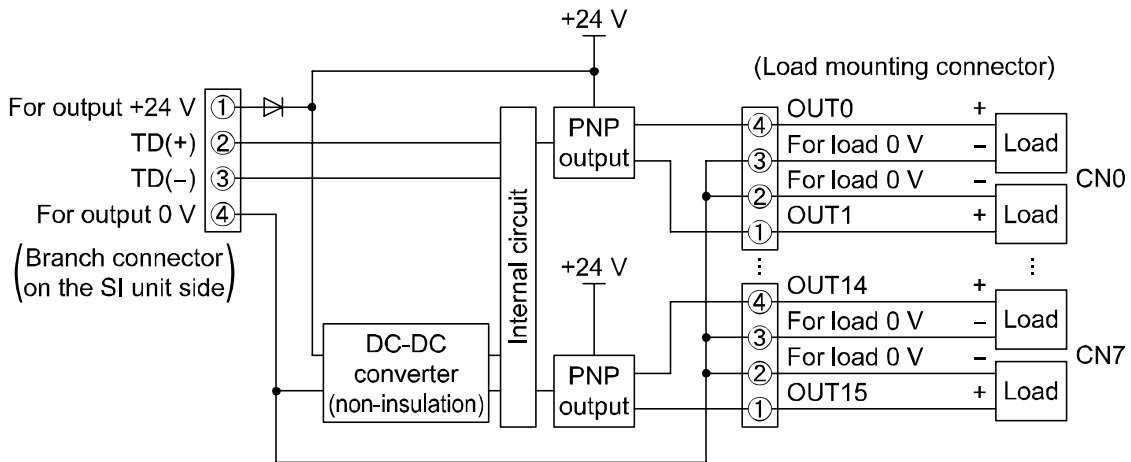 +24 V
(Load mounting connector)
For output +24 V
①
TD(+)
②
TD(−)
③
For output 0 V
④
(Branch connector
on the SI unit side)
Internal circuit
DC-DC
converter
(non-insulation)
PNP
output
④
OUT0
+
Load
③
For load 0 V
−
CN0
②
For load 0 V
−
Load
①
OUT1
+
⋮
⋮
+24 V
PNP
output
④
OUT14
+
Load
③
For load 0 V
−
CN7
②
For load 0 V
−
Load
①
OUT15
+